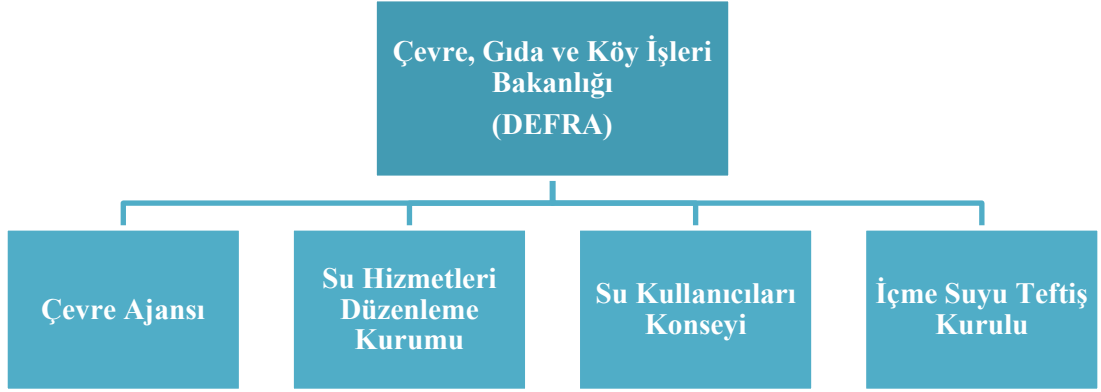 Çevre, Gıda ve Köy İşleri
Bakanlığı
(DEFRA)
Çevre Ajansı
Su Hizmetleri
Düzenleme
Kurumu
Su Kullanıcıları
Konseyi
İçme Suyu Teftiş
Kurulu